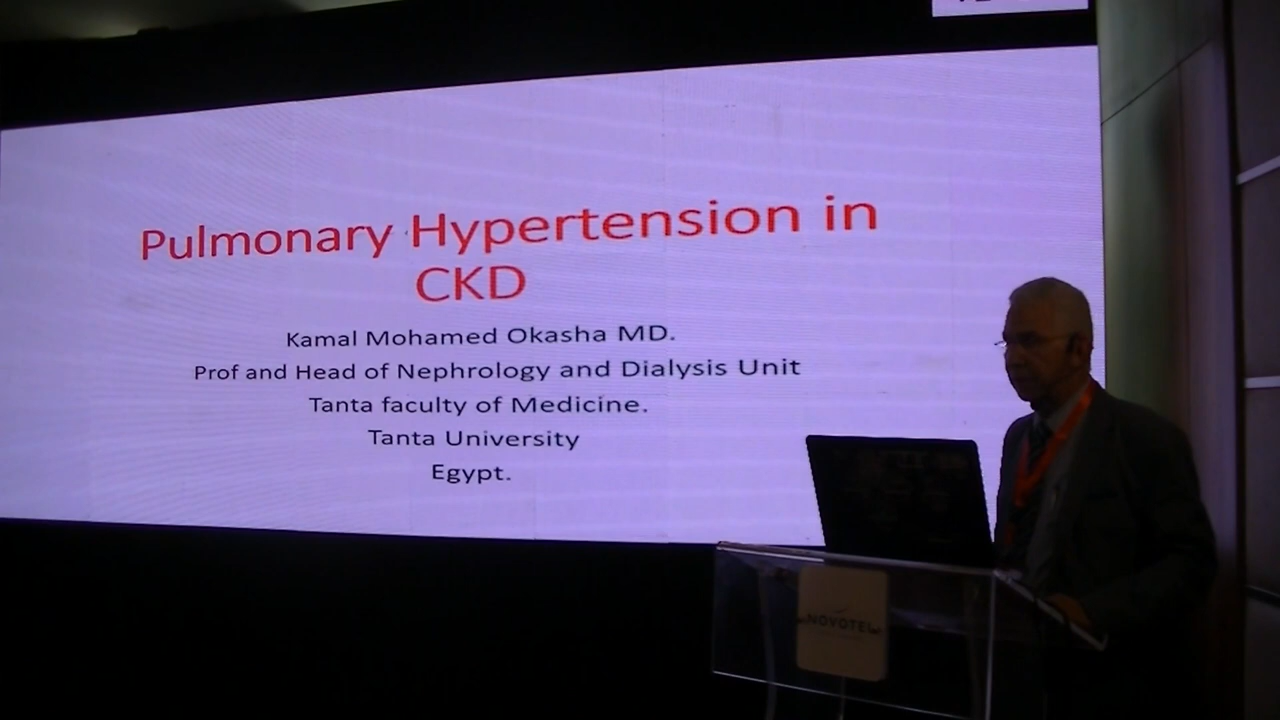 Pulmonary Hypertension in
CKD
Kamal Mohamed Okasha MD.
Prof and Head of Nephrology and Dialysis Unit
Tanta faculty of Medicine.
Tanta University
Egypt.
NOVOTEL